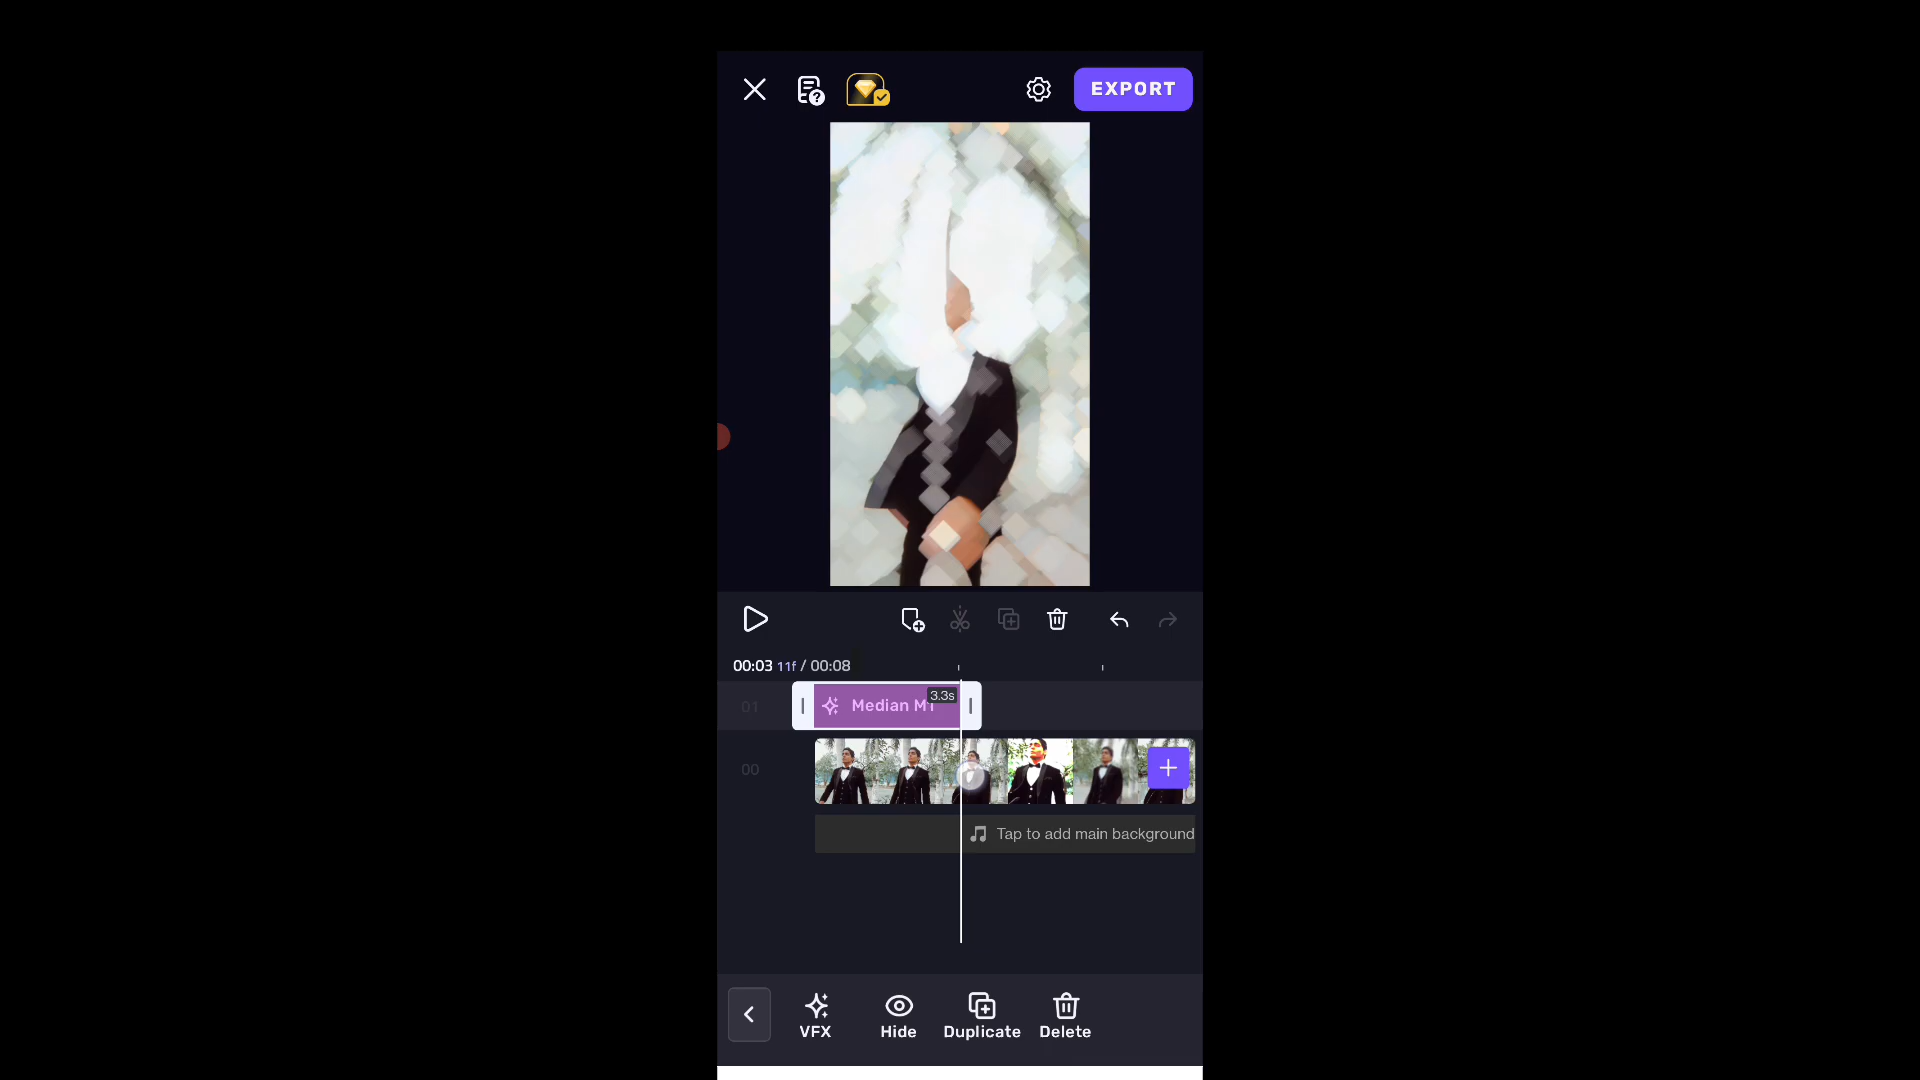 EXPORT
00:03 11f / 00:08
01
3.3s
Median M1
00
Tap to add main background
VFX
Hide
Duplicate
Delete